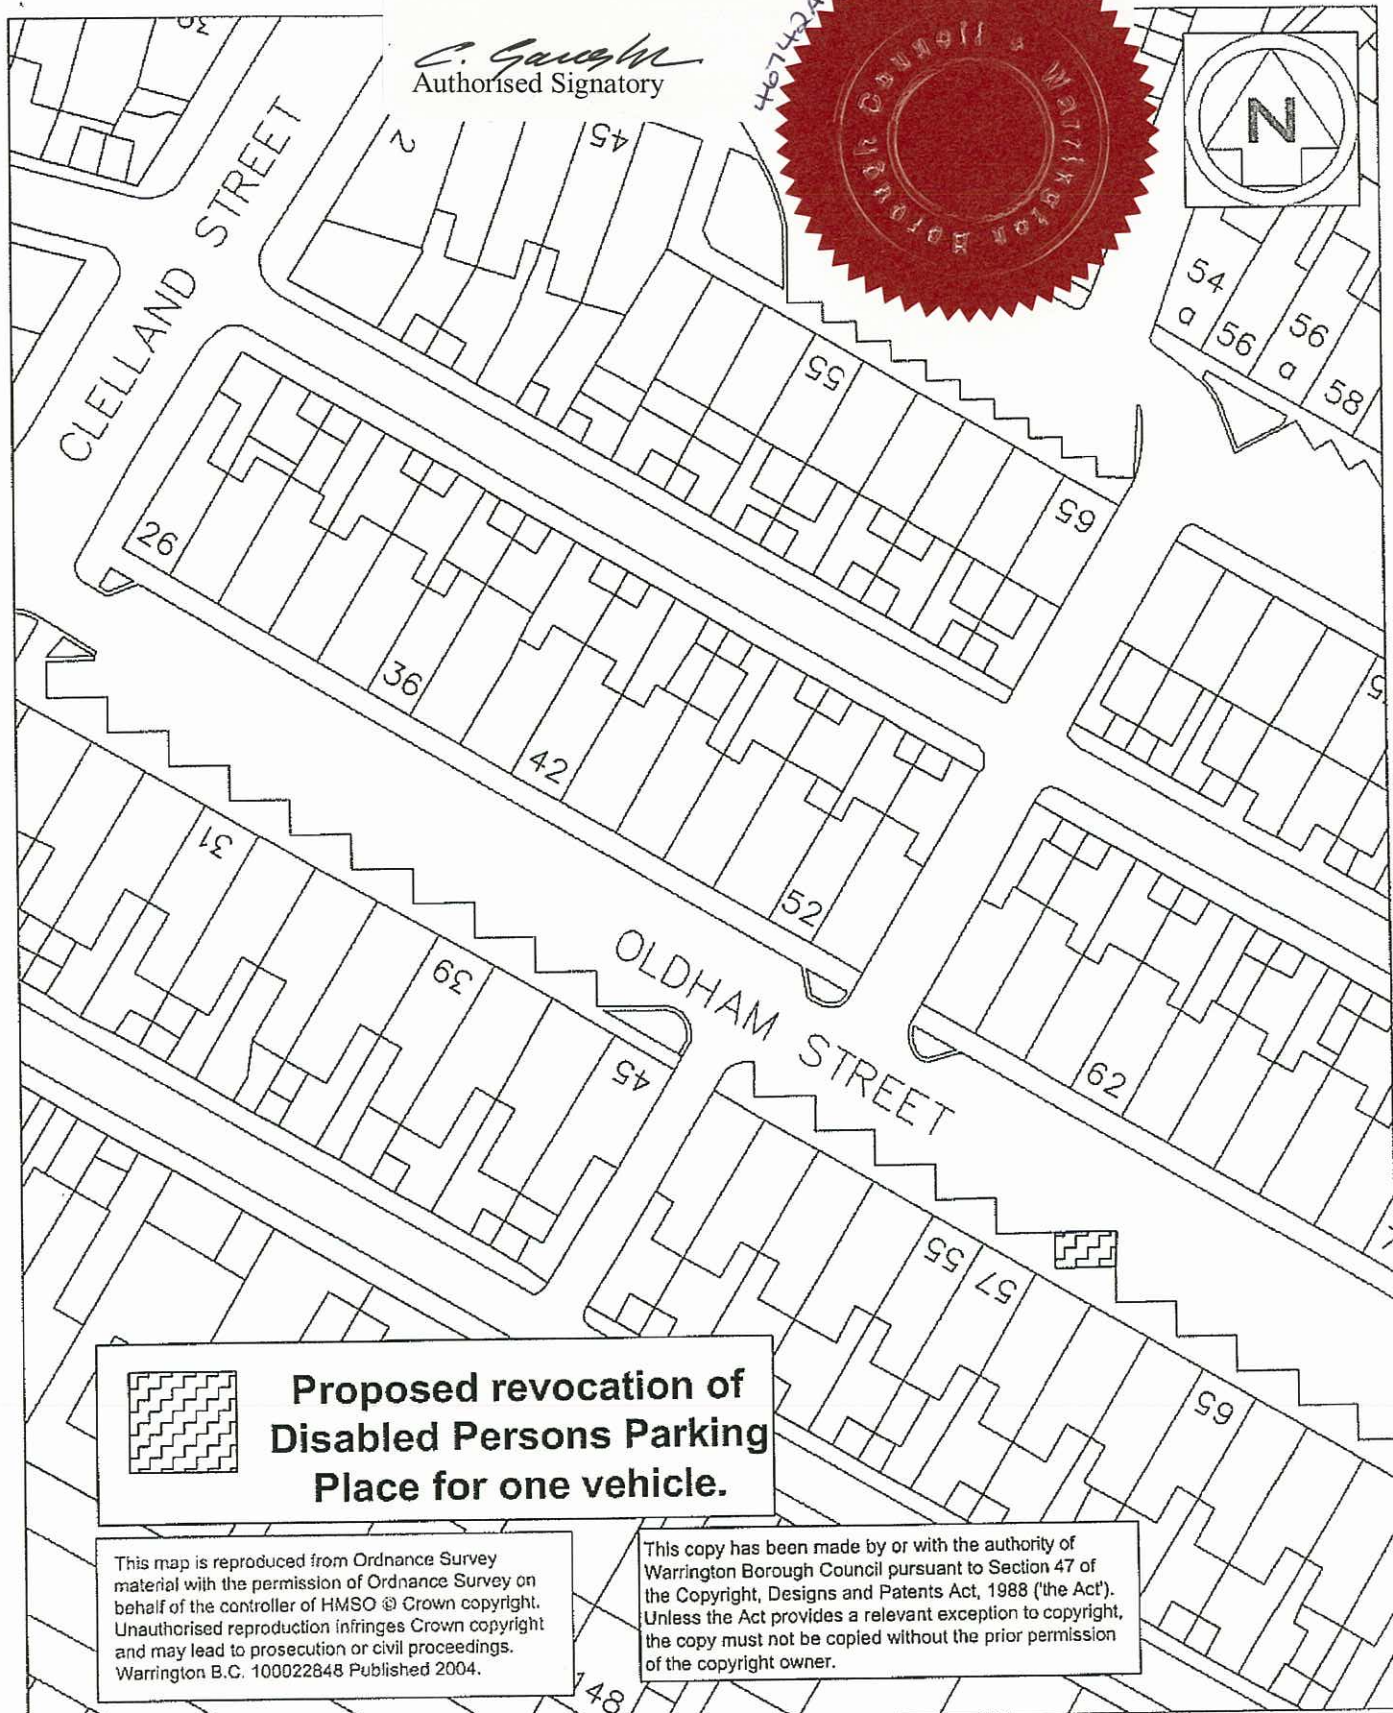 C. Gaughr
Authorised Signatory
467424
Borough Council & Warrington
N
CLELLAND STREET
30
2
45
54
a
56
56
a
58
55
65
26
36
42
52
5
31
39
45
OLDHAM STREET
62
55
57
65
Proposed revocation of
Disabled Persons Parking
Place for one vehicle.
This map is reproduced from Ordnance Survey
material with the permission of Ordnance Survey on
behalf of the controller of HMSO © Crown copyright.
Unauthorised reproduction infringes Crown copyright
and may lead to prosecution or civil proceedings.
Warrington B.C. 100022848 Published 2004.
This copy has been made by or with the authority of
Warrington Borough Council pursuant to Section 47 of
the Copyright, Designs and Patents Act, 1988 ('the Act').
Unless the Act provides a relevant exception to copyright,
the copy must not be copied without the prior permission
of the copyright owner.
148